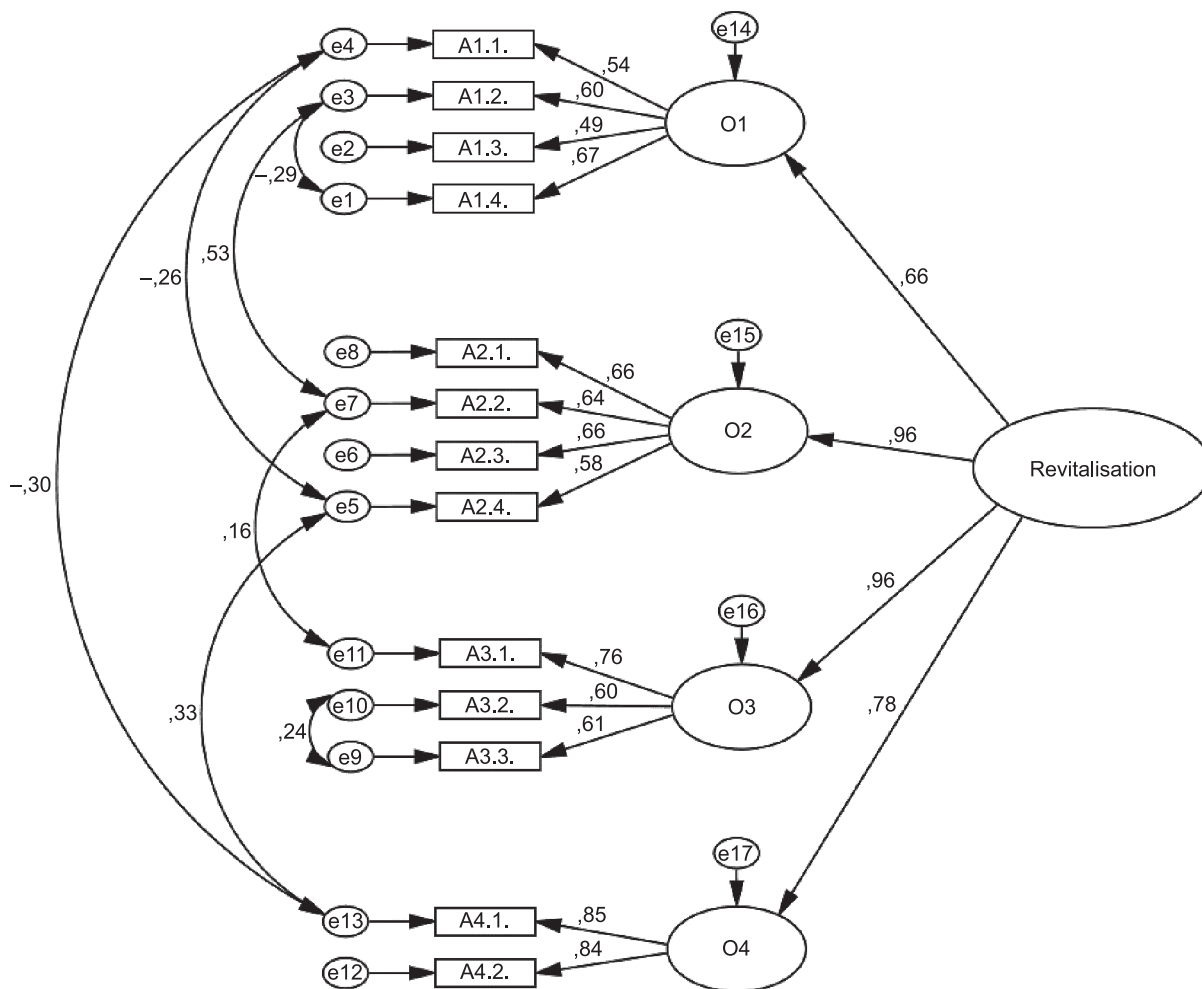 e14
e4
A1.1.
,54
e3
A1.2.
,60
O1
e2
A1.3.
,49
,67
–,29
e1
A1.4.
,53
–,26
,66
e15
e8
A2.1.
,66
e7
A2.2.
,64
O2
,96
e6
A2.3.
,66
Revitalisation
–,30
,58
e5
A2.4.
,16
,96
e16
e11
A3.1.
,76
,33
e10
A3.2.
,60
O3
,78
,24
,61
e9
A3.3.
e17
e13
A4.1.
,85
O4
,84
e12
A4.2.